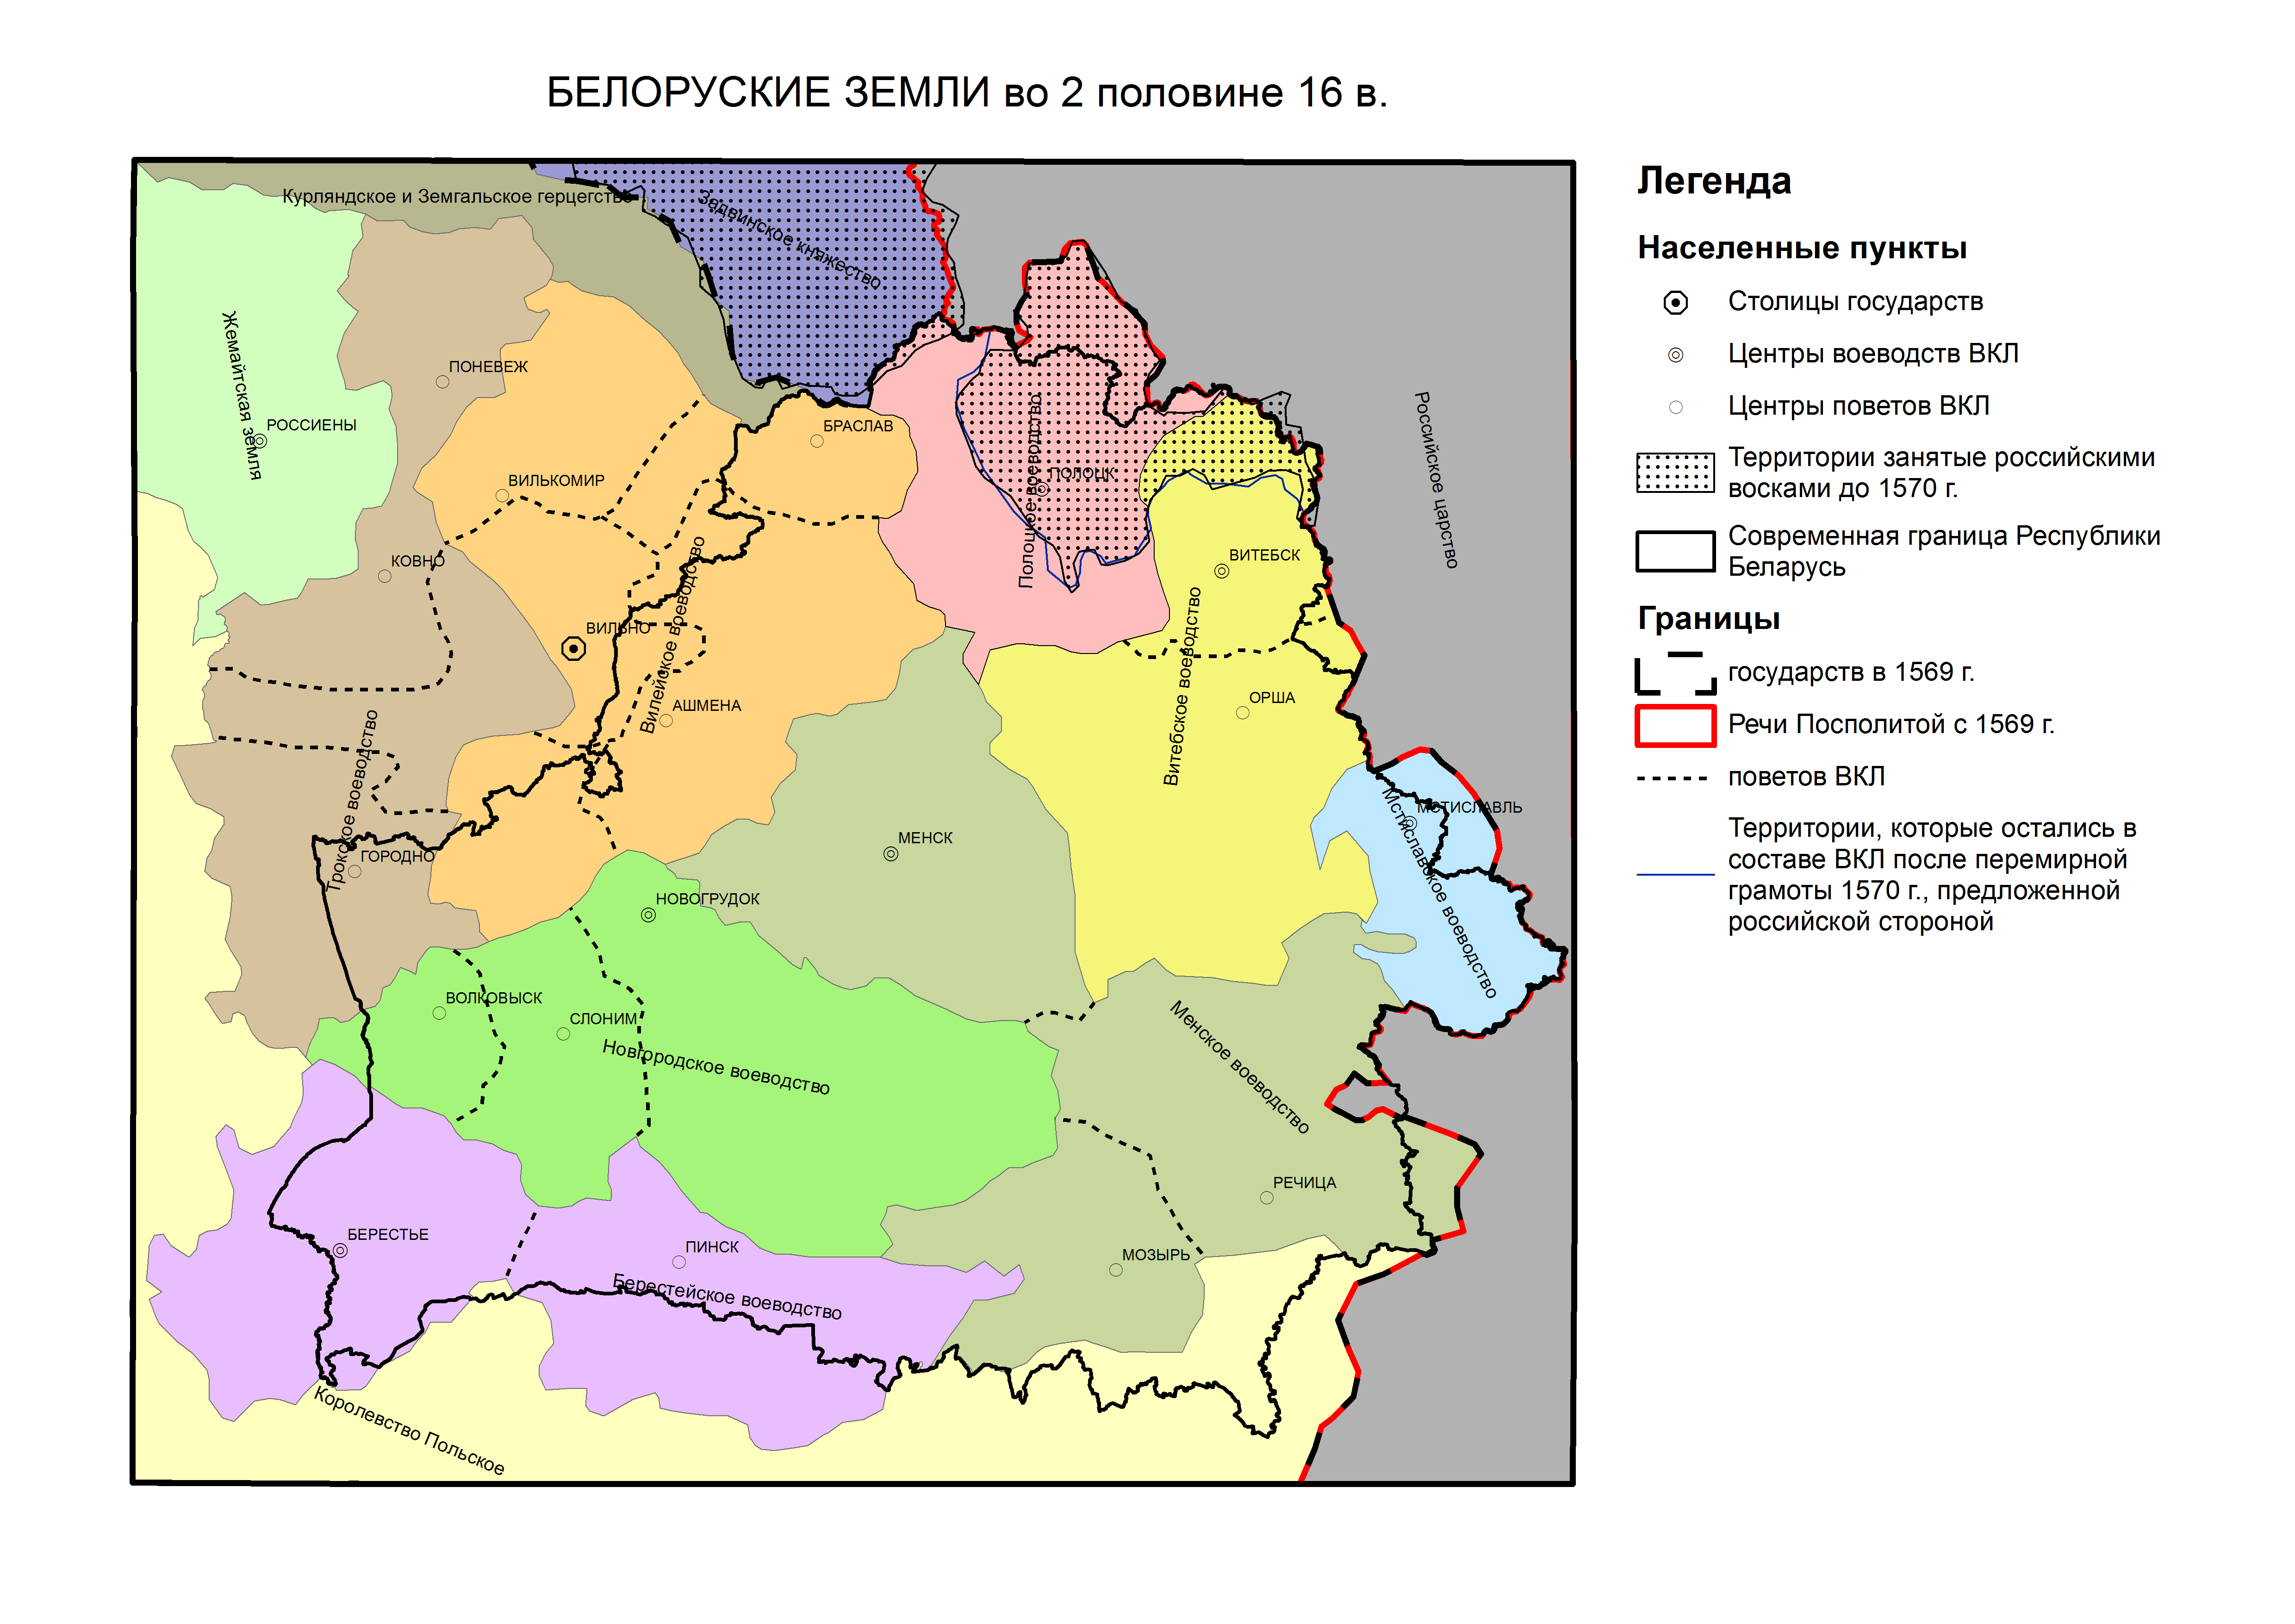 БЕЛОРУСКИЕ ЗЕМЛИ во 2 половине 16 в.
Курляндское и Земгальское герцегство
Задвинское княжество
Жемайтская земля
ПОНЕВЕЖ
РОССИЕНЫ
БРАСЛАВ
ВИЛЬКОМИР
Полоцкое воеводство
ПОЛОЦК
Российское царство
КОВНО
ВИТЕБСК
ВИЛЬНО
Вилейское воеводство
Витебское воеводство
АШМЕНА
ОРША
Трокское воеводство
МСТИСЛАВЛЬ
Мстиславское воеводство
МЕНСК
ГОРОДНО
НОВОГРУДОК
ВОЛКОВЫСК
СЛОНИМ
Новгородское воеводство
Менское воеводство
РЕЧИЦА
БЕРЕСТЬЕ
ПИНСК
МОЗЫРЬ
Берестейское воеводство
Королевство Польское
Легенда
Населенные пункты
Столицы государств
Центры воеводств ВКЛ
Центры поветов ВКЛ
Территории занятые российскими
восками до 1570 г.
Современная граница Республики
Беларусь
Границы
государств в 1569 г.
Речи Посполитой с 1569 г.
поветов ВКЛ
Территории, которые остались в
составе ВКЛ после перемирной
грамоты 1570 г., предложенной
российской стороной